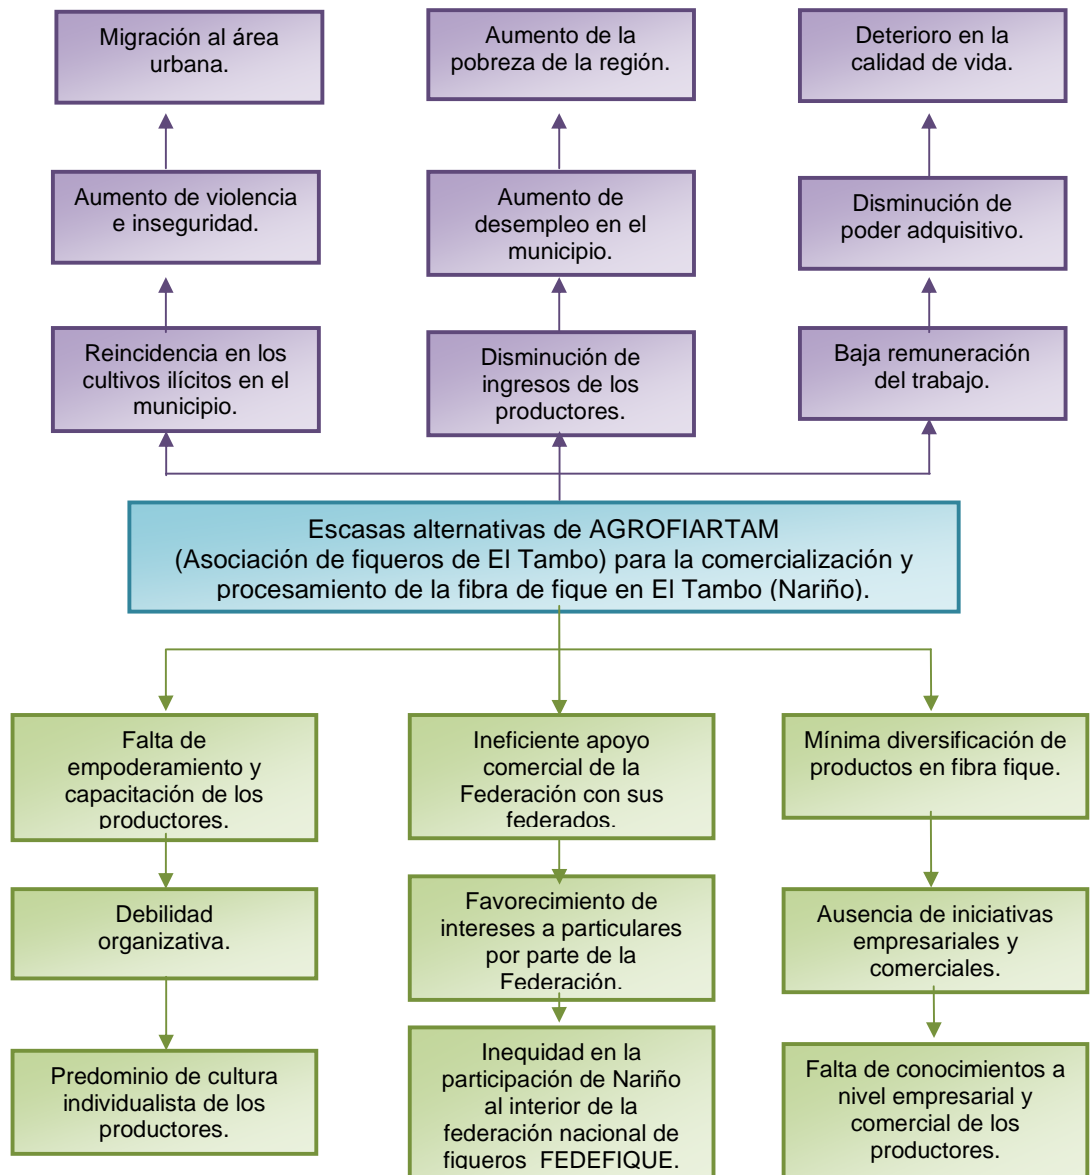 Migración al área
urbana.
Aumento de la
pobreza de la región.
Deterioro en la
calidad de vida.
Aumento de violencia
e inseguridad.
Aumento de
desempleo en el
municipio.
Disminución de
poder adquisitivo.
Reincidencia en los
cultivos ilícitos en el
municipio.
Disminución de
ingresos de los
productores.
Baja remuneración
del trabajo.
Escasas alternativas de AGROFIARTAM
(Asociación de fiqueros de El Tambo) para la comercialización y
procesamiento de la fibra de fique en El Tambo (Nariño).
Falta de
empoderamiento y
capacitación de los
productores.
Ineficiente apoyo
comercial de la
Federación con sus
federados.
Mínima diversificación de
productos en fibra fique.
Debilidad
organizativa.
Favorecimiento de
intereses a particulares
por parte de la
Federación.
Ausencia de iniciativas
empresariales y
comerciales.
Predominio de cultura
individualista de los
productores.
Inequidad en la
participación de Nariño
al interior de la
federación nacional de
fiqueros FEDEFIQUE.
Falta de conocimientos a
nivel empresarial y
comercial de los
productores.